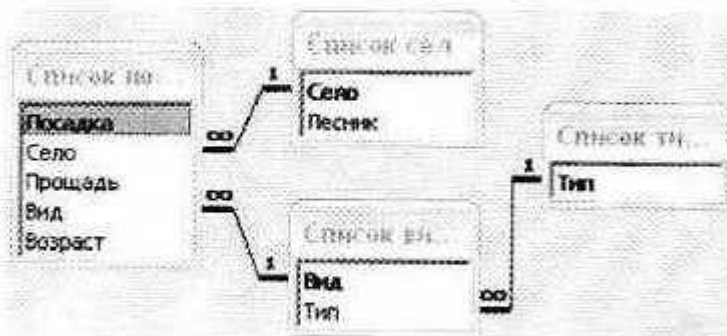 Список по...
Посадка
Село
Прощадь
Вид
Возраст
1
∞
∞
1
Список сел
Село
Лесник
Список ви...
Вид
Тип
∞
1
Список ти...
Тип